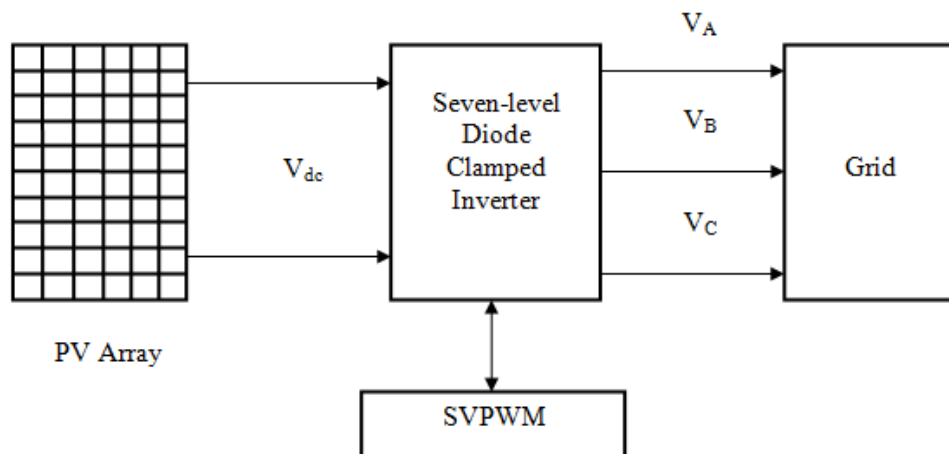 V_A
Seven-level
Diode
Clamped
Inverter
V_B
V_dc
Grid
V_C
PV Array
SVPWM